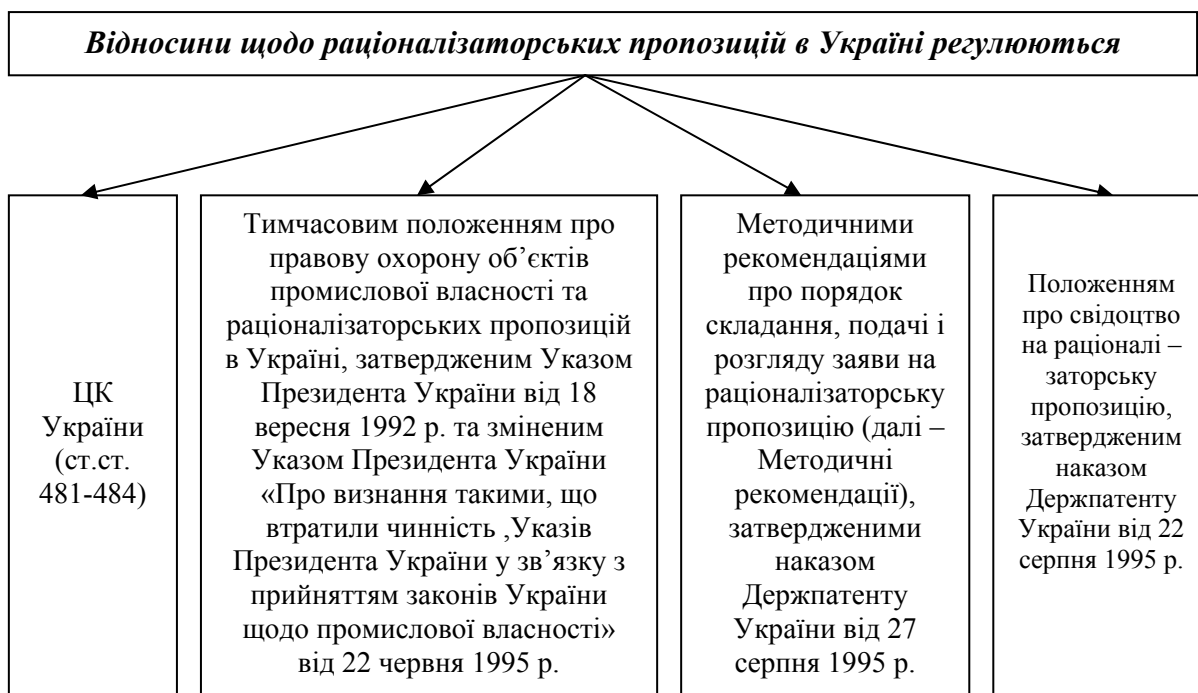 Відносини щодо раціоналізаторських пропозицій в Україні регулюються
ЦК
України
(ст.ст.
481-484)
Тимчасовим положенням про
правову охорону об’єктів
промислової власності та
раціоналізаторських пропозицій
в Україні, затвердженим Указом
Президента України від 18
вересня 1992 р. та зміненим
Указом Президента України
«Про визнання такими, що
втратили чинність ,Указів
Президента України у зв’язку з
прийняттям законів України
щодо промислової власності»
від 22 червня 1995 р.
Методичними
рекомендаціями
про порядок
складання, подачі і
розгляду заяви на
раціоналізаторську
пропозицію (далі –
Методичні
рекомендації),
затвердженими
наказом
Держпатенту
України від 27
серпня 1995 р.
Положенням
про свідоцтво
на раціоналі –
заторську
пропозицію,
затвердженим
наказом
Держпатенту
України від 22
серпня 1995 р.